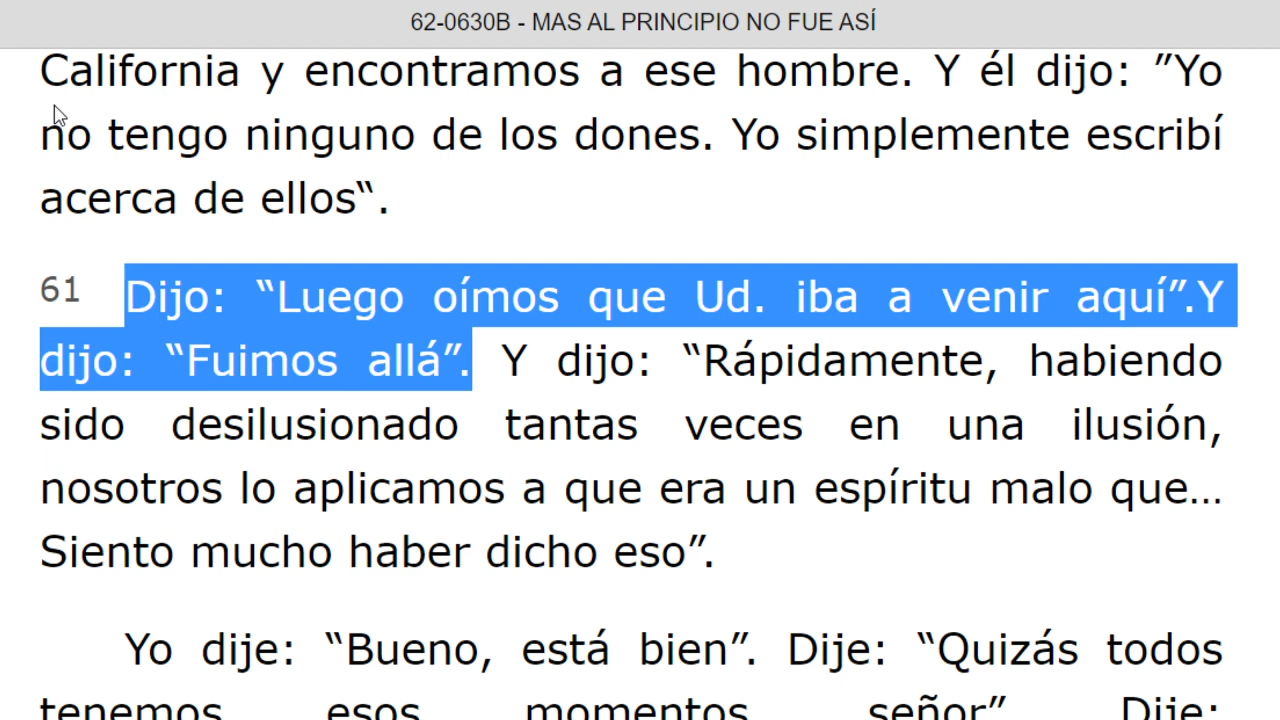 62-0630B - MAS AL PRINCIPIO NO FUE ASÍ
California y encontramos a ese hombre. Y él dijo: ”Yo
no tengo ninguno de los dones. Yo simplemente escribí
acerca de ellos“.
61 Dijo: “Luego oímos que Ud. iba a venir aquí”.Y
dijo: “Fuimos allá”. Y dijo: “Rápidamente, habiendo
sido desilusionado tantas veces en una ilusión,
nosotros lo aplicamos a que era un espíritu malo que…
Siento mucho haber dicho eso”.
Yo dije: “Bueno, está bien”. Dije: “Quizás todos
tenemos esos momentos señor” Dije: